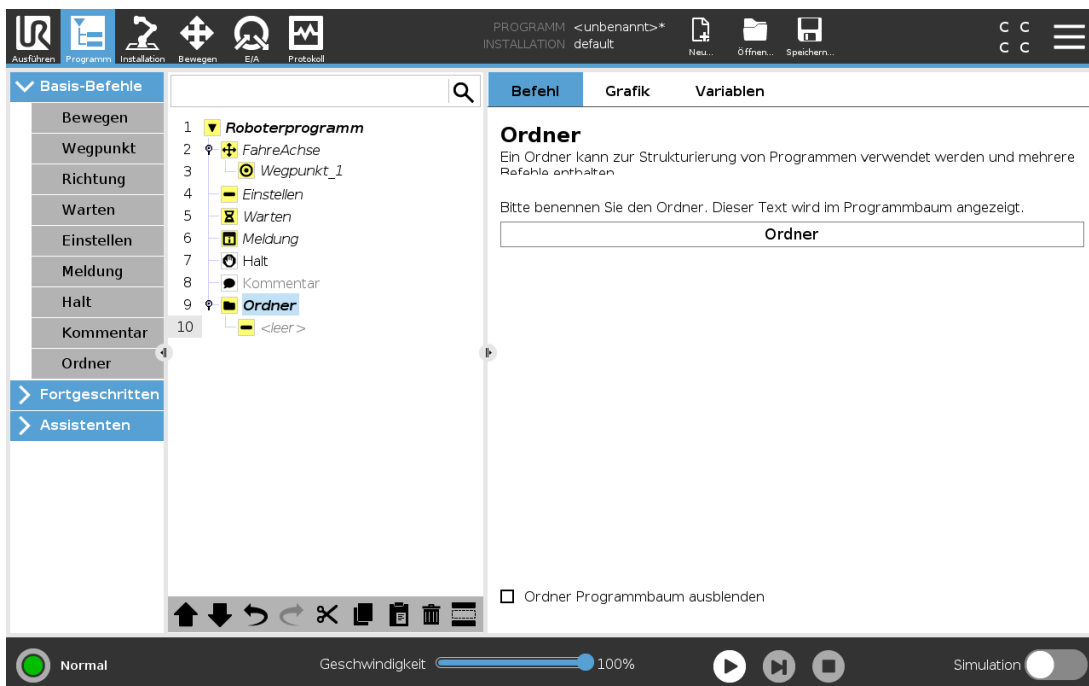 PROGRAMM <unbenannt>*
INSTALLATION default
Ausführen Programm Installation Bewegen E/A Protokoll
Neu... Öffnen... Speichern...
C C
C C
Basis-Befehle
Bewegen
Wegpunkt
Richtung
Warten
Einstellen
Meldung
Halt
Kommentar
Ordner
Fortgeschritten
Assistenten
1 Roboterprogramm
2 FahreAchse
3 Wegpunkt_1
4 Einstellen
5 Warten
6 Meldung
7 Halt
8 Kommentar
9 Ordner
10 <leer>
Befehl Grafik Variablen
Ordner
Ein Ordner kann zur Strukturierung von Programmen verwendet werden und mehrere
Befehle enthalten
Bitte benennen Sie den Ordner. Dieser Text wird im Programmbaum angezeigt.
Ordner
Ordner Programmbaum ausblenden
Normal
Geschwindigkeit 100%
Simulation